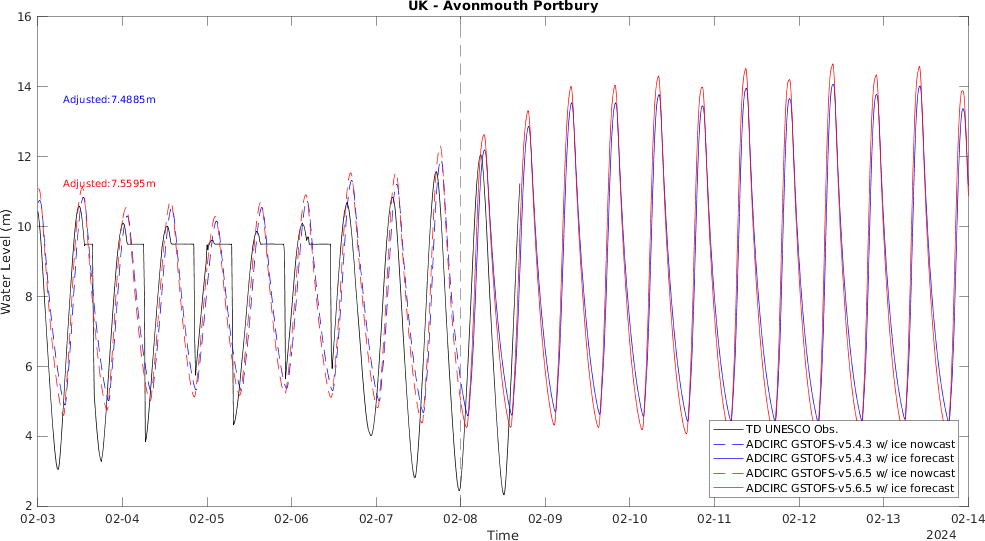 UK - Avonmouth Portbury
16
14
12
10
8
6
4
2
Water Level (m)
Adjusted:7.4885m
Adjusted:7.5595m
TD UNESCO Obs.
ADCIRC GSTOFS-v5.4.3 w/ ice nowcast
ADCIRC GSTOFS-v5.4.3 w/ ice forecast
ADCIRC GSTOFS-v5.6.5 w/ ice nowcast
ADCIRC GSTOFS-v5.6.5 w/ ice forecast
02-03 02-04 02-05 02-06 02-07 02-08 02-09 02-10 02-11 02-12 02-13 02-14
Time
2024